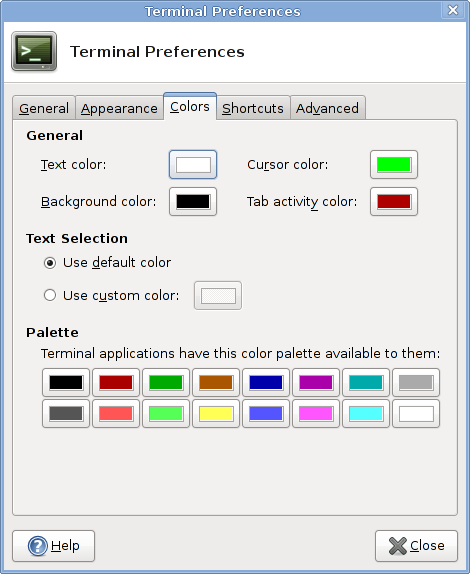 Terminal Preferences
>_
Terminal Preferences
General Appearance Colors Shortcuts Advanced
General
Text color: Cursor color:
Background color: Tab activity color:
Text Selection
Use default color
Use custom color:
Palette
Terminal applications have this color palette available to them:
Help Close